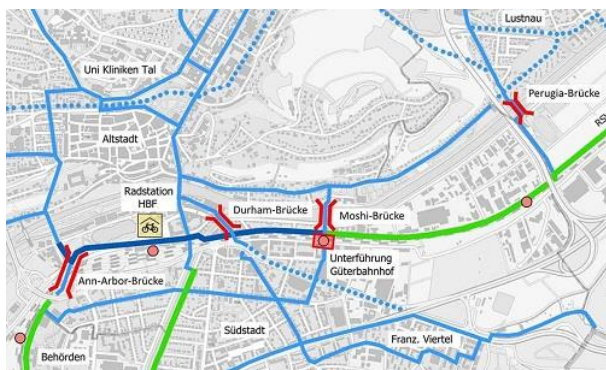 Lustnau
Uni Kliniken Tal
Perugia-Brücke
Altstadt
Radstation
HBF
Durham-Brücke
Moshi-Brücke
Unterführung
Güterbahnhof
Ann-Arbor-Brücke
Südstadt
Franz. Viertel
Behörden